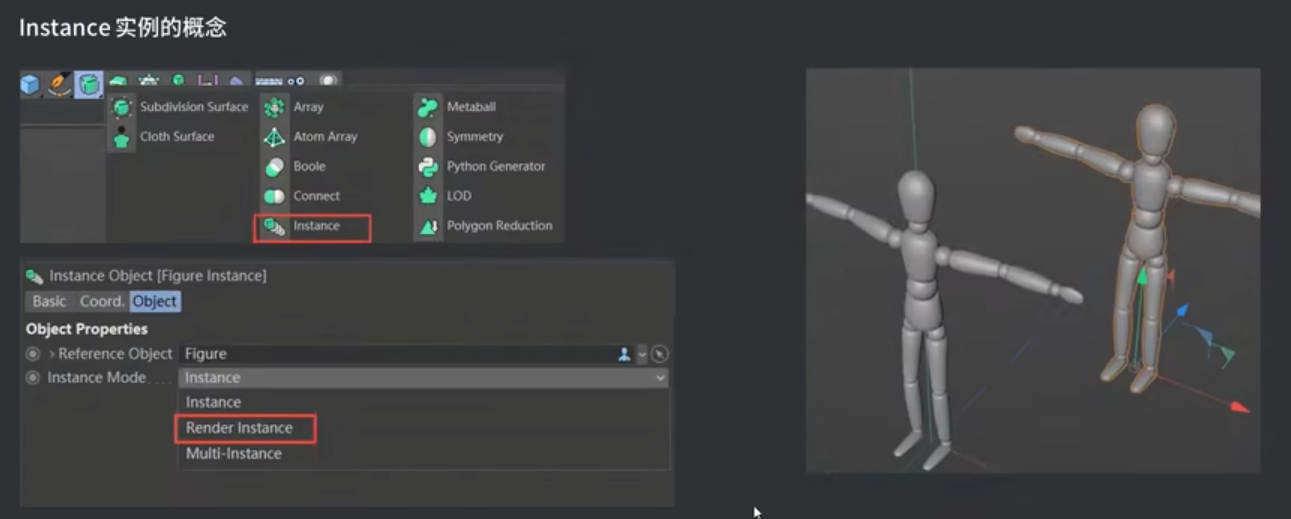 Instance 实例的概念
Subdivision Surface Array Metaball
Cloth Surface Atom Array Symmetry
Boole Python Generator
Connect LOD
Instance Polygon Reduction
Instance Object [Figure Instance]
Basic Coord. Object
Object Properties
Reference Object Figure
Instance Mode.... Instance
Instance
Render Instance
Multi-Instance